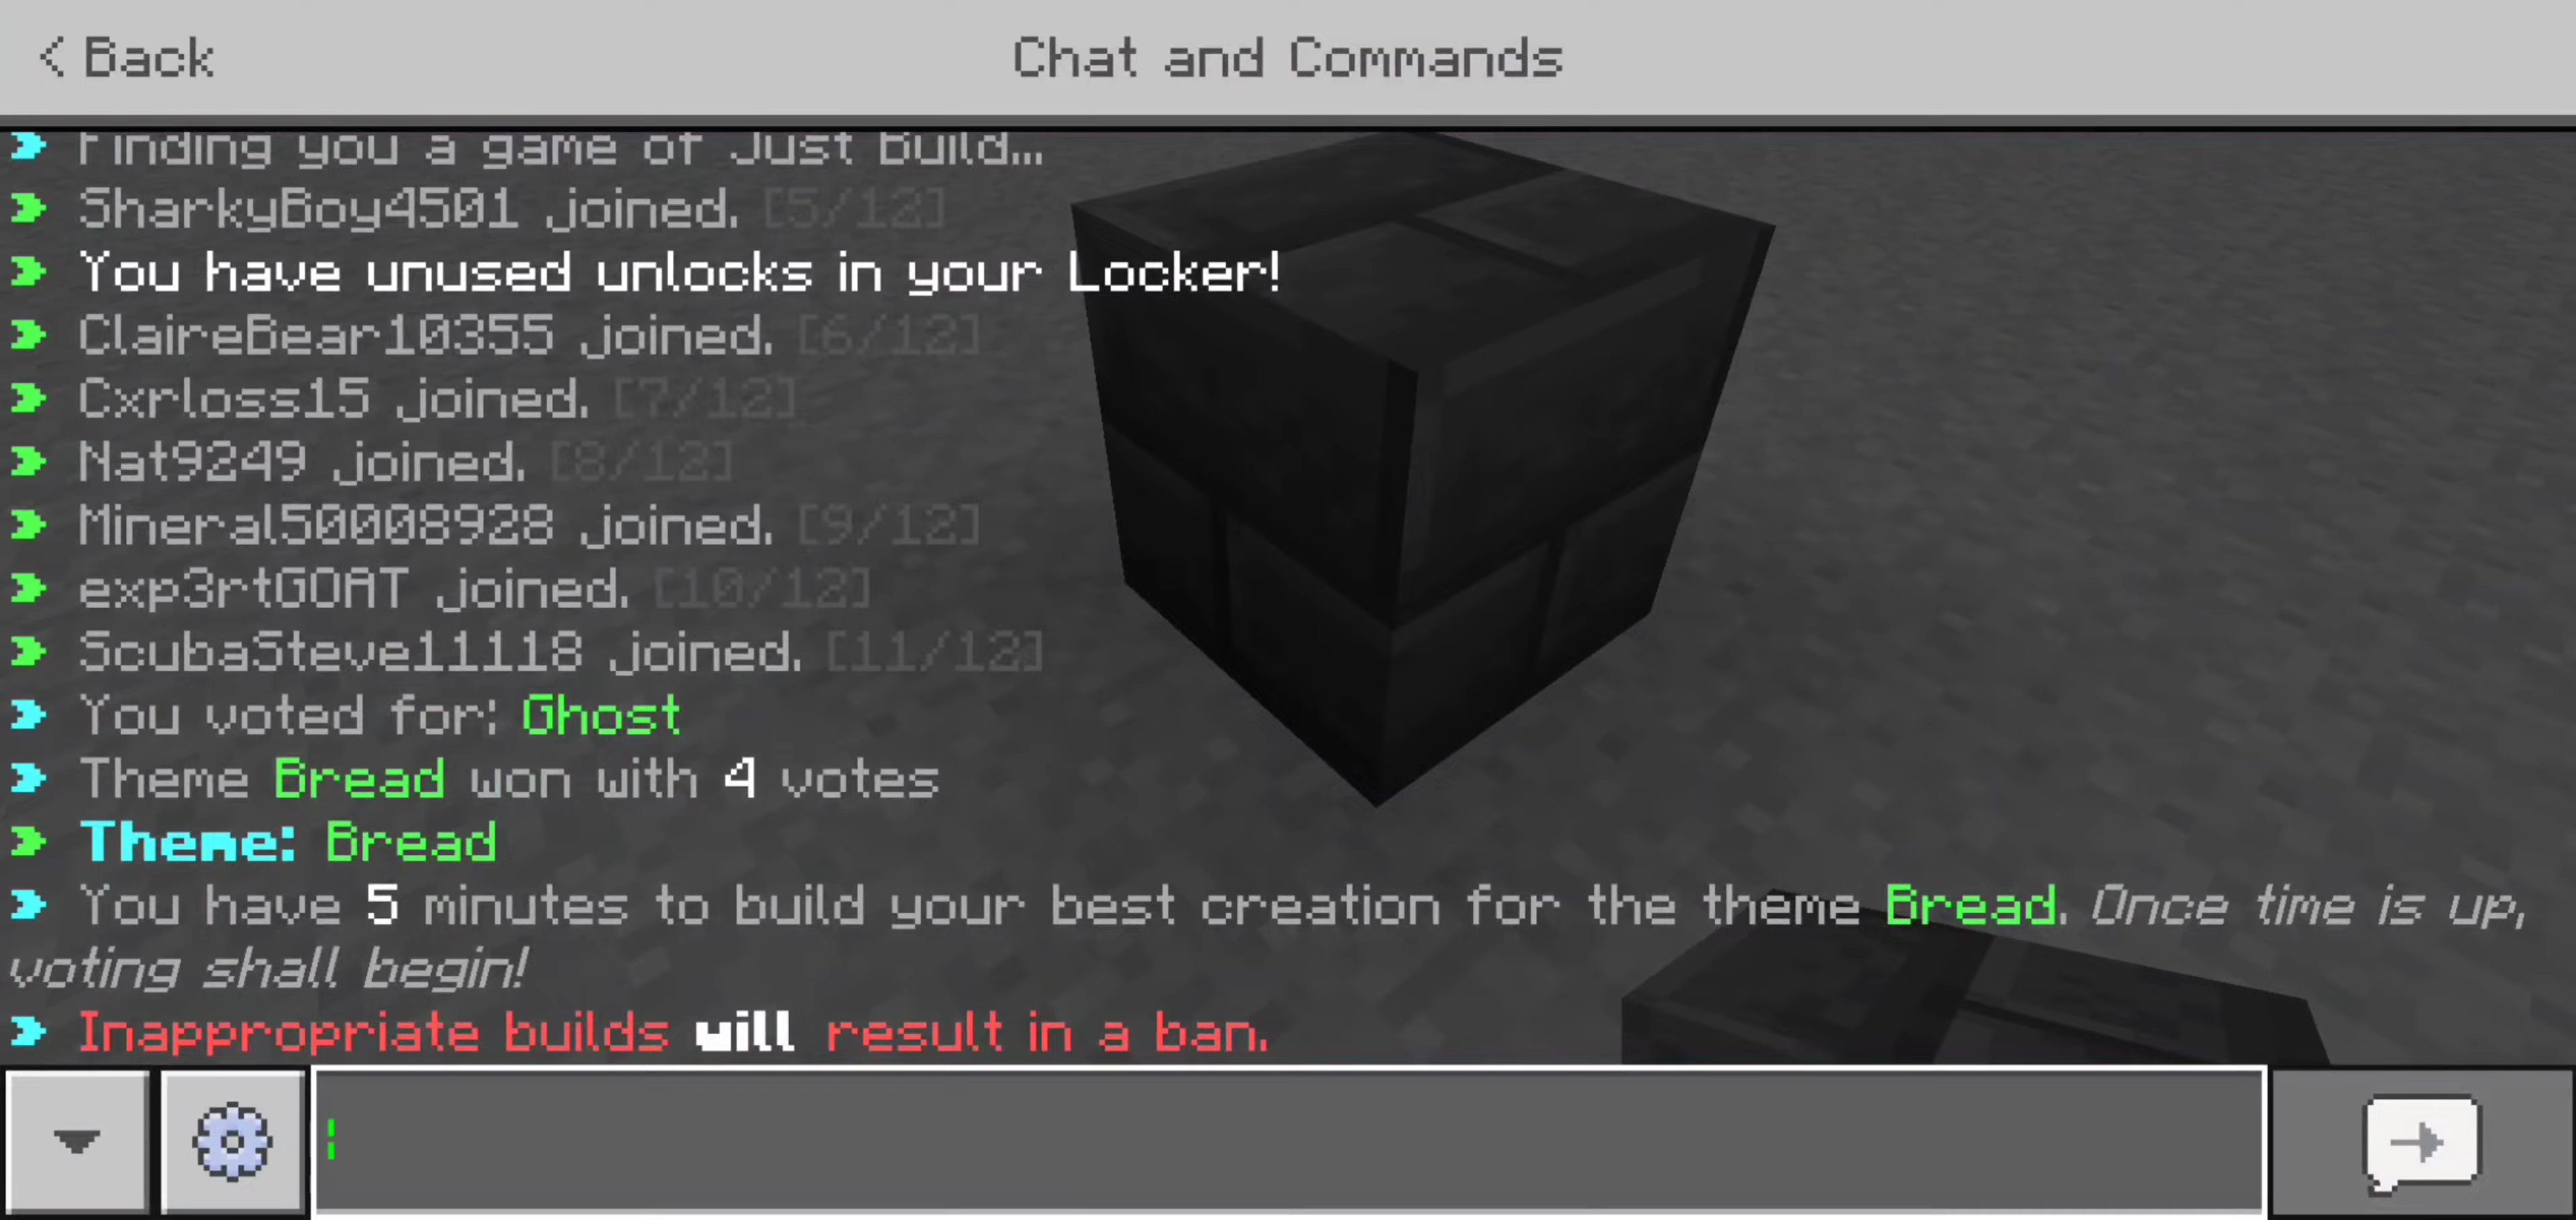 < Back
Chat and Commands
Finding you a game of Just Build...
SharkyBoy4501 joined. [5/12]
You have unused unlocks in your Locker!
ClaireBear10355 joined. [6/12]
Cxrloss15 joined. [7/12]
Nat9249 joined. [8/12]
Mineral50008928 joined. [9/12]
exp3rtGOAT joined. [10/12]
ScubaSteve11118 joined. [11/12]
You voted for: Ghost
Theme Bread won with 4 votes
Theme: Bread
You have 5 minutes to build your best creation for the theme Bread. Once time is up,
voting shall begin!
Inappropriate builds will result in a ban.